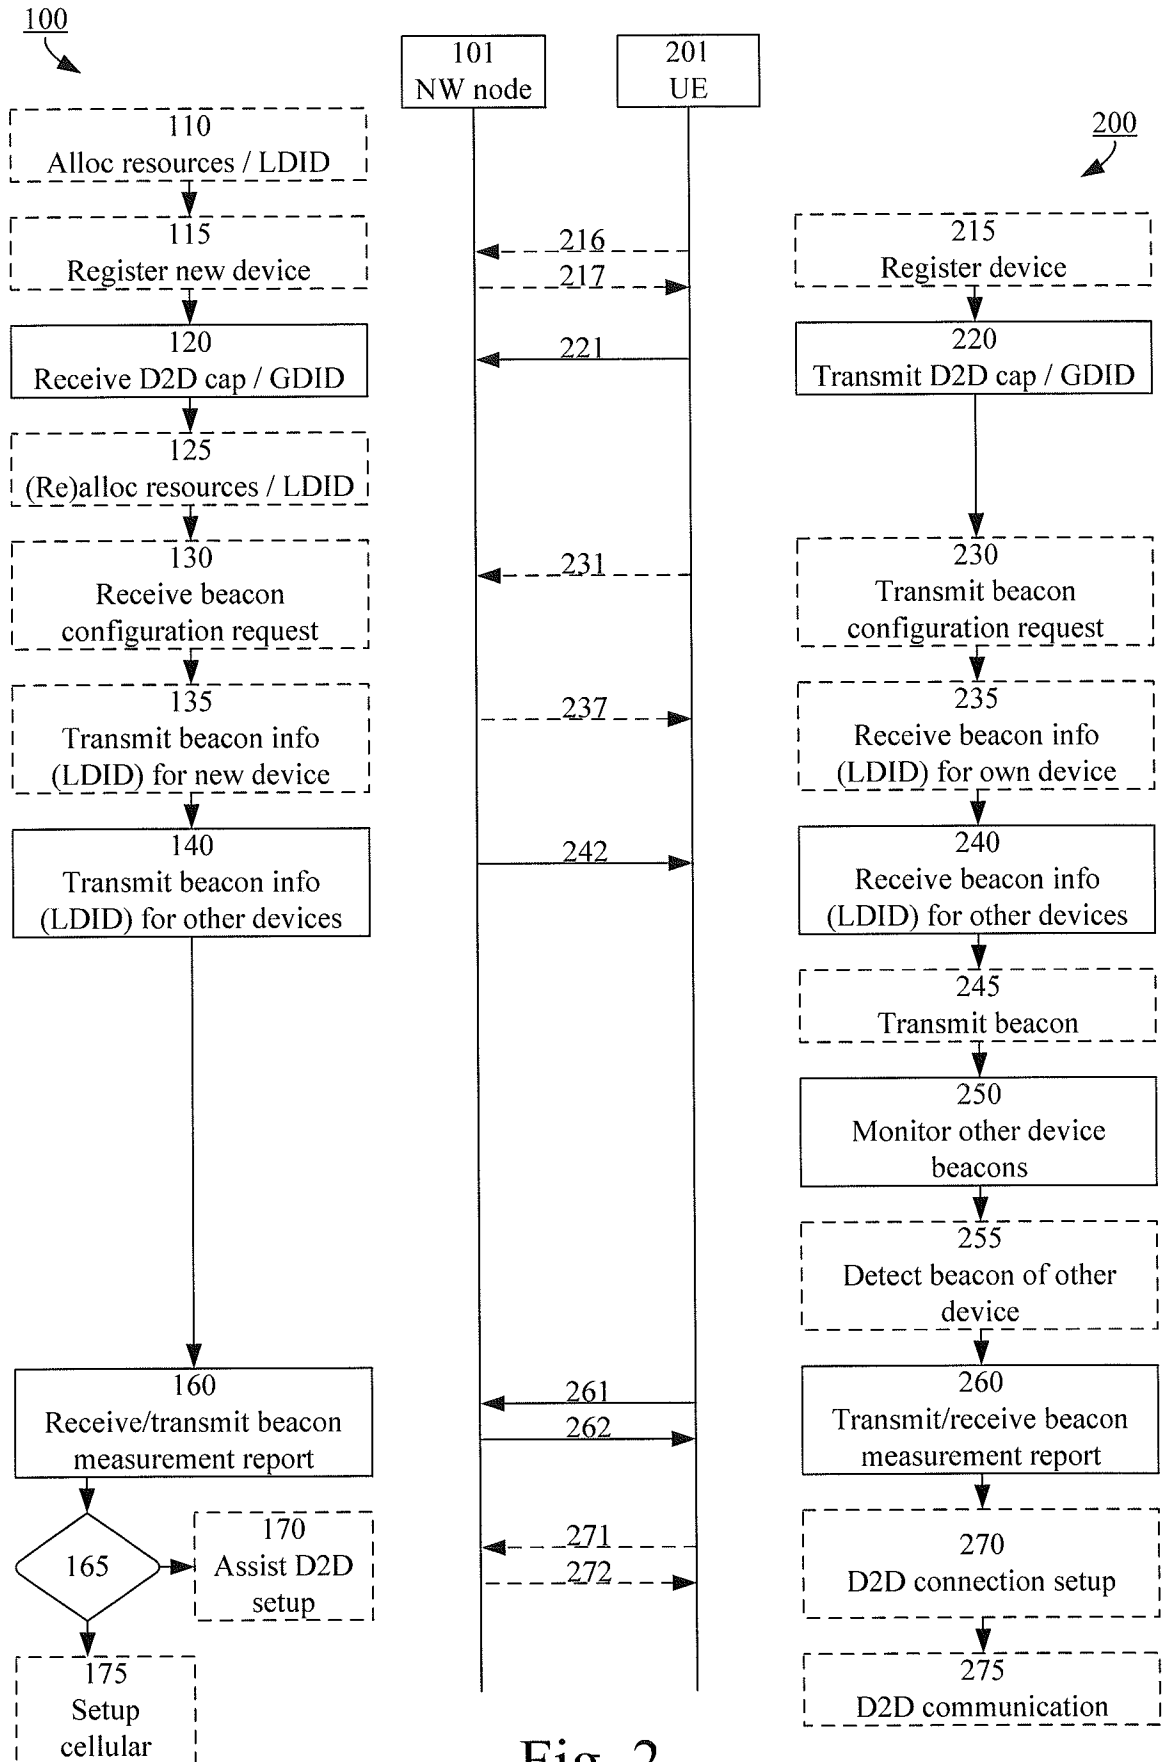 100
101
NW node
201
UE
200
110
Alloc resources / LDID
115
Register new device
120
Receive D2D cap / GDID
125
(Re)alloc resources / LDID
130
Receive beacon
configuration request
135
Transmit beacon info
(LDID) for new device
140
Transmit beacon info
(LDID) for other devices
160
Receive/transmit beacon
measurement report
165
170
Assist D2D
setup
175
Setup
cellular
216
217
221
231
237
242
261
262
271
272
215
Register device
220
Transmit D2D cap / GDID
230
Transmit beacon
configuration request
235
Receive beacon info
(LDID) for own device
240
Receive beacon info
(LDID) for other devices
245
Transmit beacon
250
Monitor other device
beacons
255
Detect beacon of other
device
260
Transmit/receive beacon
measurement report
270
D2D connection setup
275
D2D communication
Fig. 2